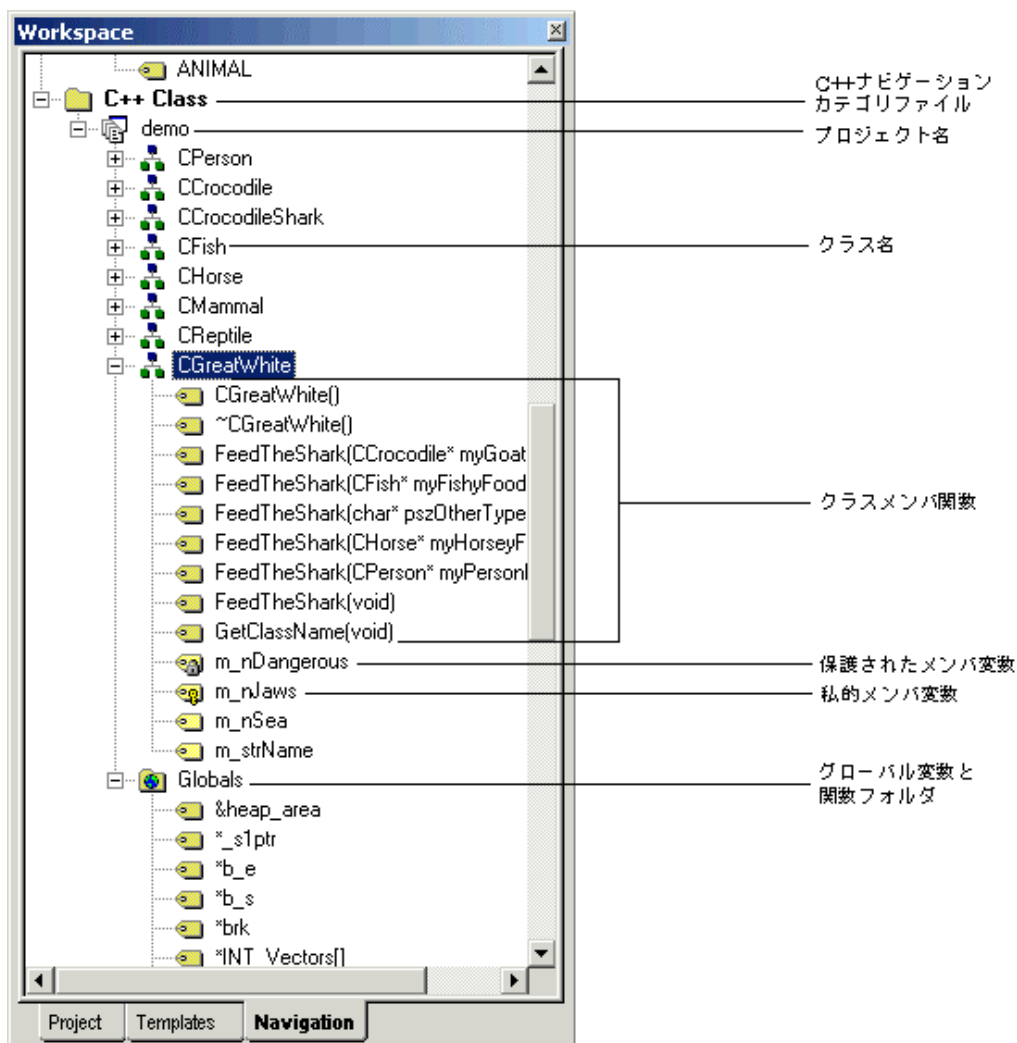 Workspace
ANIMAL
C++ Class
demo
CPerson
CCrocodile
CCrocodileShark
CFish
CHorse
CMammal
CReptile
CGreatWhite
CGreatWhite()
~CGreatWhite()
FeedTheShark(CCrocodile* myGoat
FeedTheShark(CFish* myFishyFood
FeedTheShark(char* pszOtherType
FeedTheShark(CHorse* myHorseyF
FeedTheShark(CPerson* myPersonl
FeedTheShark(void)
GetClassName(void)
m_nDangerous
m_nJaws
m_nSea
m_strName
Globals
&heap_area
*_s1ptr
*b_e
*b_s
*brk
*INT_Vectors[]
Project
Templates
Navigation
C++ナビゲーション
カテゴリファイル
プロジェクト名
クラス名
クラスメンバ関数
保護されたメンバ変数
私的メンバ変数
グローバル変数と
関数フォルダ